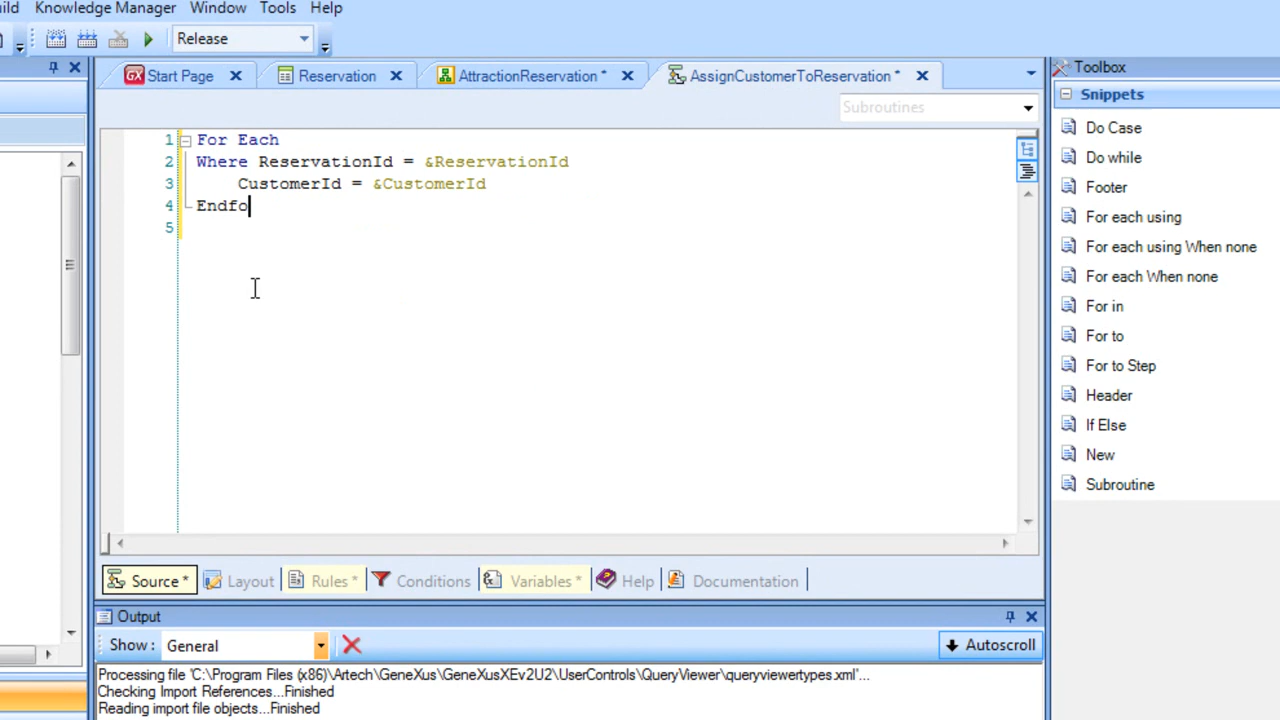 ild Knowledge Manager Window Tools Help
Release
Start Page Reservation AttractionReservation * AssignCustomerToReservation *
Toolbox
Subroutines
Snippets
1 For Each
2 Where ReservationId = &ReservationId
3 CustomerId = &CustomerId
4 Endfo
5
Do Case
Do while
Footer
For each using
For each using When none
For each When none
For in
For to
For to Step
Header
If Else
New
Subroutine
Source * Layout Rules * Conditions Variables * Help Documentation
Output
Show : General Autoscroll
Processing file 'C:\Program Files (x86)\Artech\GeneXus\GeneXusXEv2U2\UserControls\QueryViewer\queryviewertypes.xml'...
Checking Import References...Finished
Reading import file objects...Finished